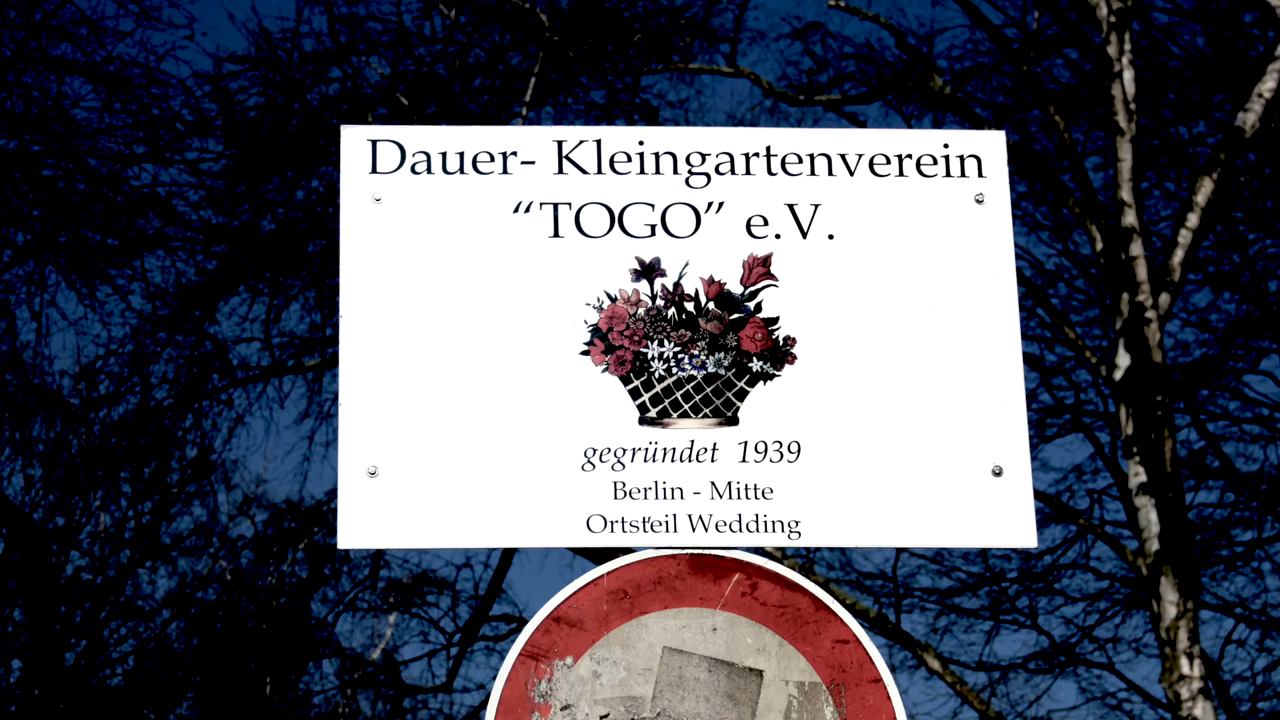 Dauer- Kleingartenverein
“TOGO” e.V.
gegründet 1939
Berlin - Mitte
Ortsteil Wedding